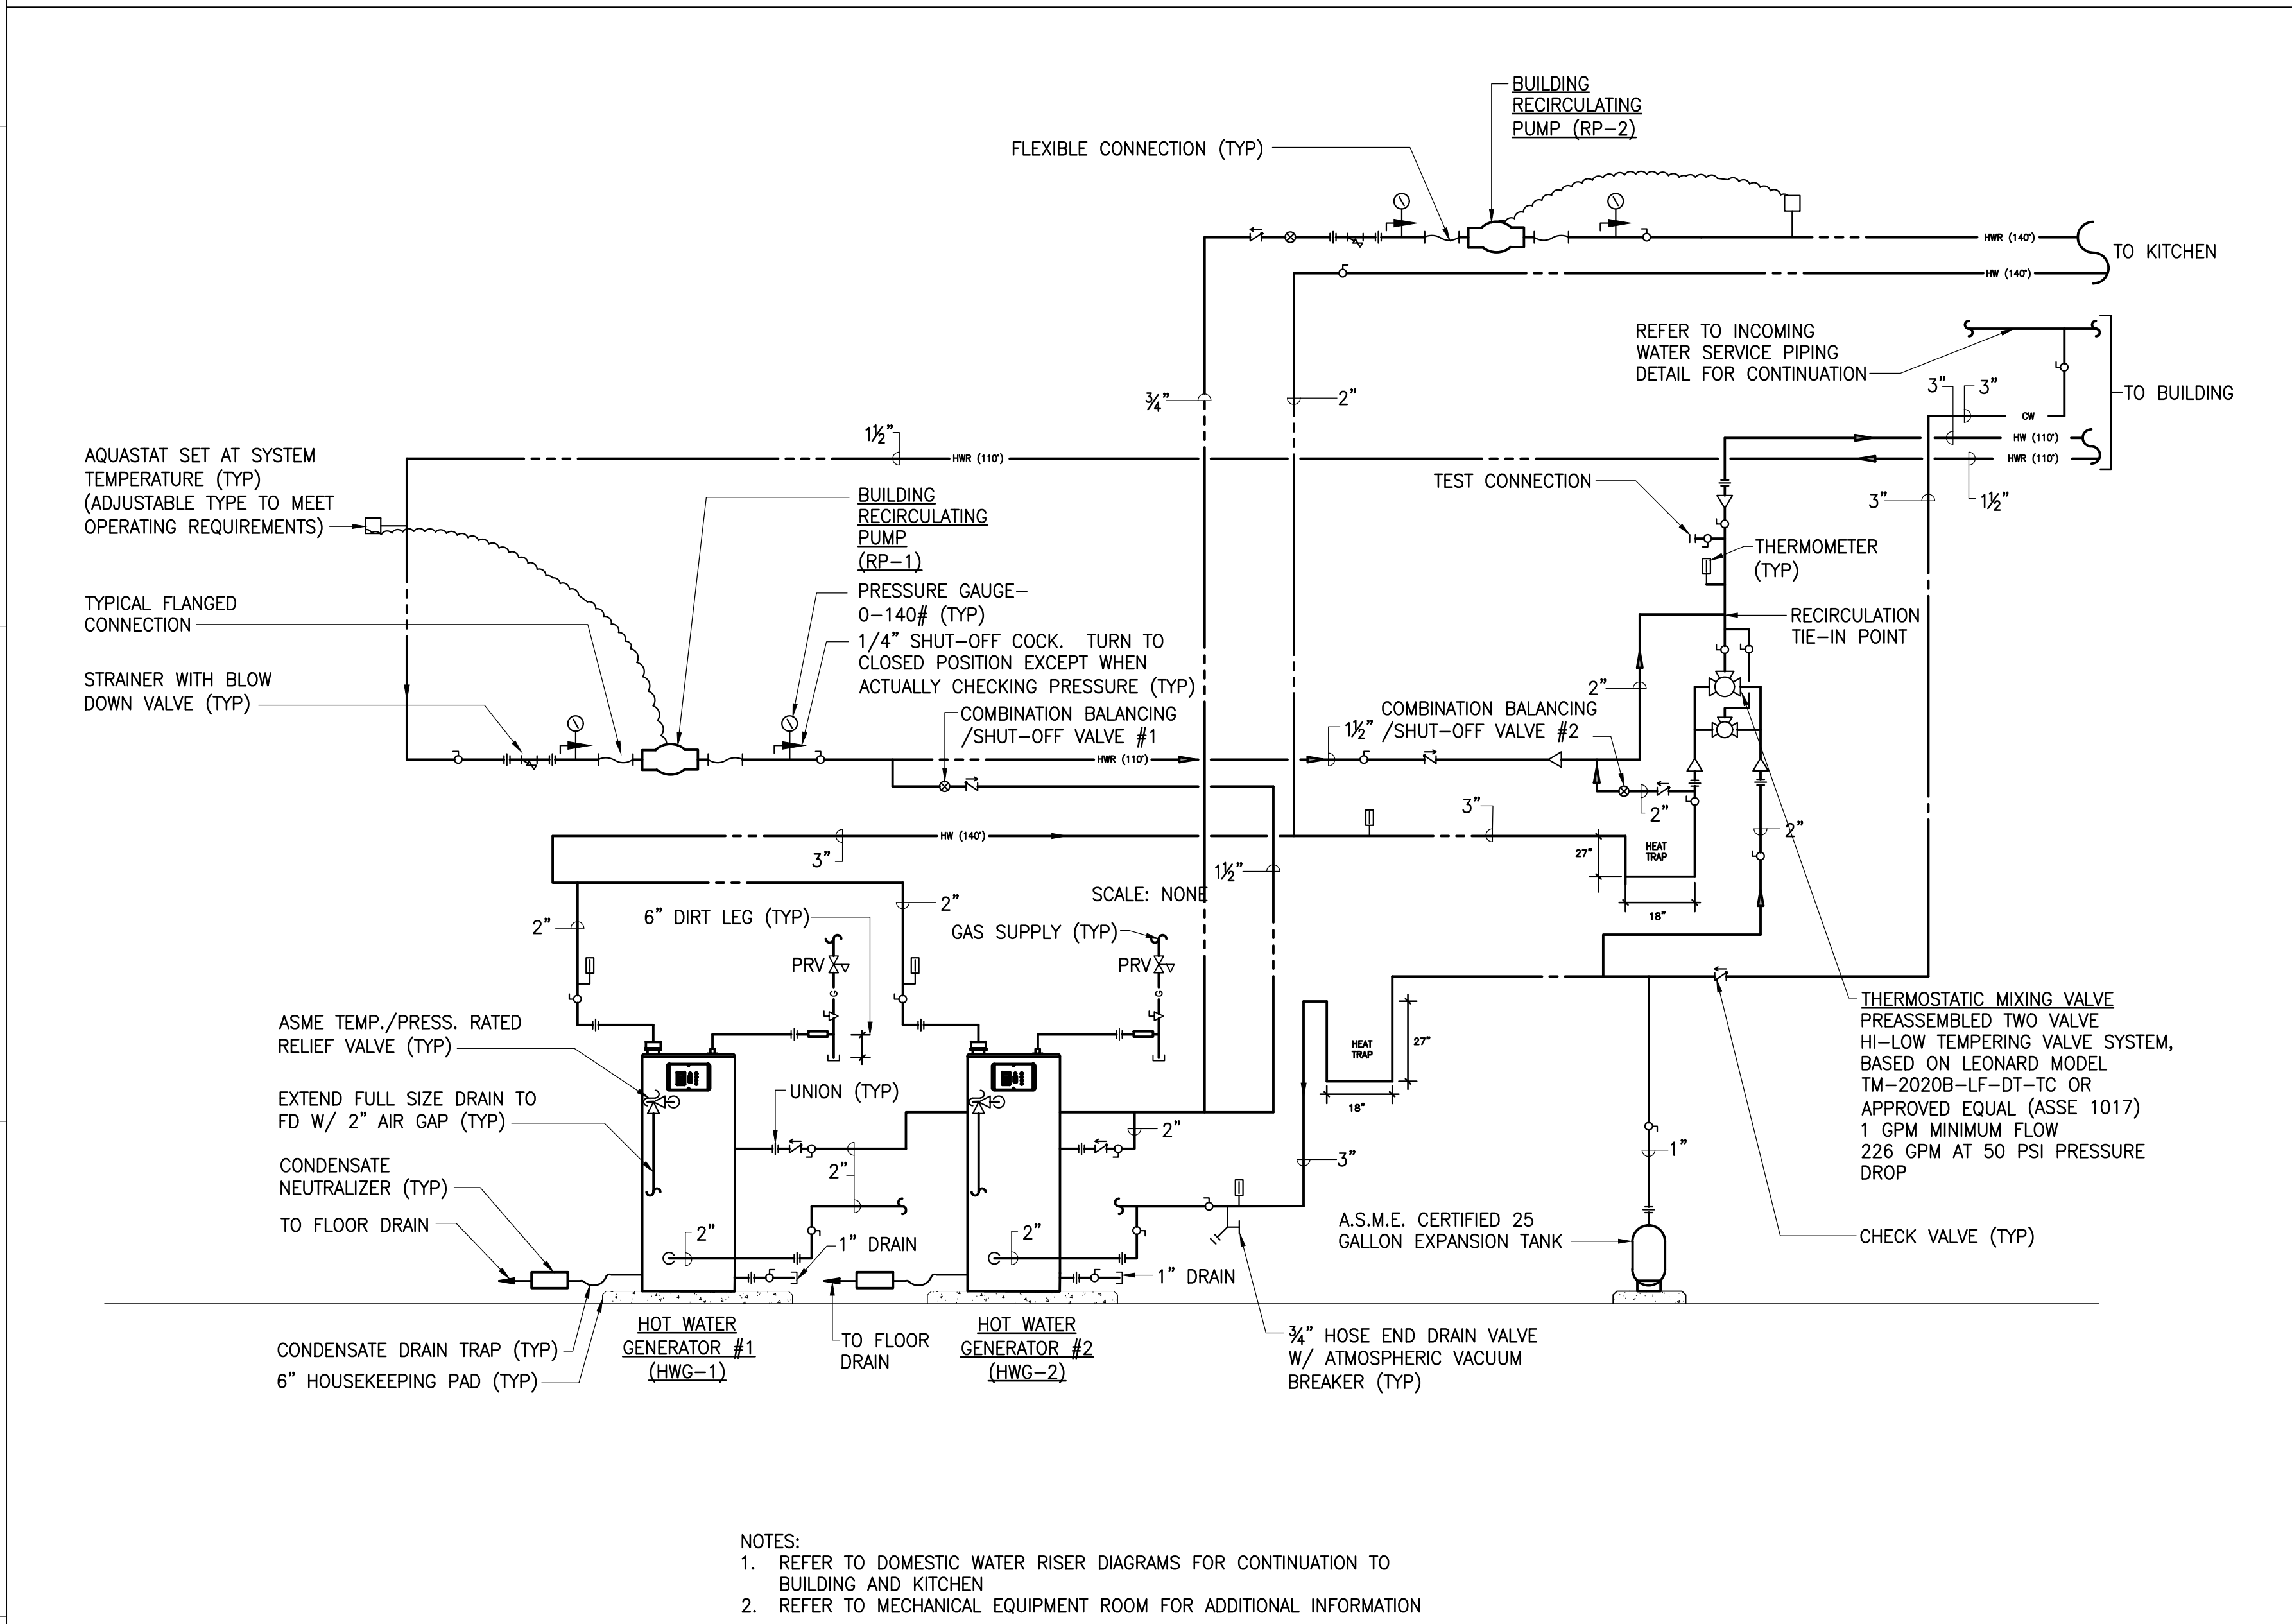 BUILDING
RECIRCULATING
PUMP (RP-2)
FLEXIBLE CONNECTION (TYP)
HWR (140°)
TO KITCHEN
HW (140°)
REFER TO INCOMING
WATER SERVICE PIPING
DETAIL FOR CONTINUATION
3"
3"
TO BUILDING
CW
HW (110°)
HWR (110°)
3"
1½"
¾"
2"
1½"
HWR (110°)
AQUASTAT SET AT SYSTEM
TEMPERATURE (TYP)
(ADJUSTABLE TYPE TO MEET
OPERATING REQUIREMENTS)
BUILDING
RECIRCULATING
PUMP
(RP-1)
TEST CONNECTION
THERMOMETER
(TYP)
TYPICAL FLANGED
CONNECTION
PRESSURE GAUGE-
0-140# (TYP)
1/4" SHUT-OFF COCK. TURN TO
CLOSED POSITION EXCEPT WHEN
ACTUALLY CHECKING PRESSURE (TYP)
RECIRCULATION
TIE-IN POINT
STRAINER WITH BLOW
DOWN VALVE (TYP)
COMBINATION BALANCING
/SHUT-OFF VALVE #1
2"
COMBINATION BALANCING
/SHUT-OFF VALVE #2
1½"
HWR (110°)
2"
3"
2"
HW (140°)
3"
27"
HEAT
TRAP
18"
1½"
SCALE: NONE
2"
2"
6" DIRT LEG (TYP)
GAS SUPPLY (TYP)
PRV
PRV
G
G
ASME TEMP./PRESS. RATED
RELIEF VALVE (TYP)
EXTEND FULL SIZE DRAIN TO
FD W/ 2" AIR GAP (TYP)
CONDENSATE
NEUTRALIZER (TYP)
TO FLOOR DRAIN
UNION (TYP)
2"
2"
2"
2"
HEAT
TRAP
27"
18"
3"
1" DRAIN
1" DRAIN
1"
A.S.M.E. CERTIFIED 25
GALLON EXPANSION TANK
THERMOSTATIC MIXING VALVE
PREASSEMBLED TWO VALVE
HI-LOW TEMPERING VALVE SYSTEM,
BASED ON LEONARD MODEL
TM-2020B-LF-DT-TC OR
APPROVED EQUAL (ASSE 1017)
1 GPM MINIMUM FLOW
226 GPM AT 50 PSI PRESSURE
DROP
CHECK VALVE (TYP)
CONDENSATE DRAIN TRAP (TYP)
6" HOUSEKEEPING PAD (TYP)
HOT WATER
GENERATOR #1
(HWG-1)
TO FLOOR
DRAIN
HOT WATER
GENERATOR #2
(HWG-2)
¾" HOSE END DRAIN VALVE
W/ ATMOSPHERIC VACUUM
BREAKER (TYP)
NOTES:
1. REFER TO DOMESTIC WATER RISER DIAGRAMS FOR CONTINUATION TO
BUILDING AND KITCHEN
2. REFER TO MECHANICAL EQUIPMENT ROOM FOR ADDITIONAL INFORMATION